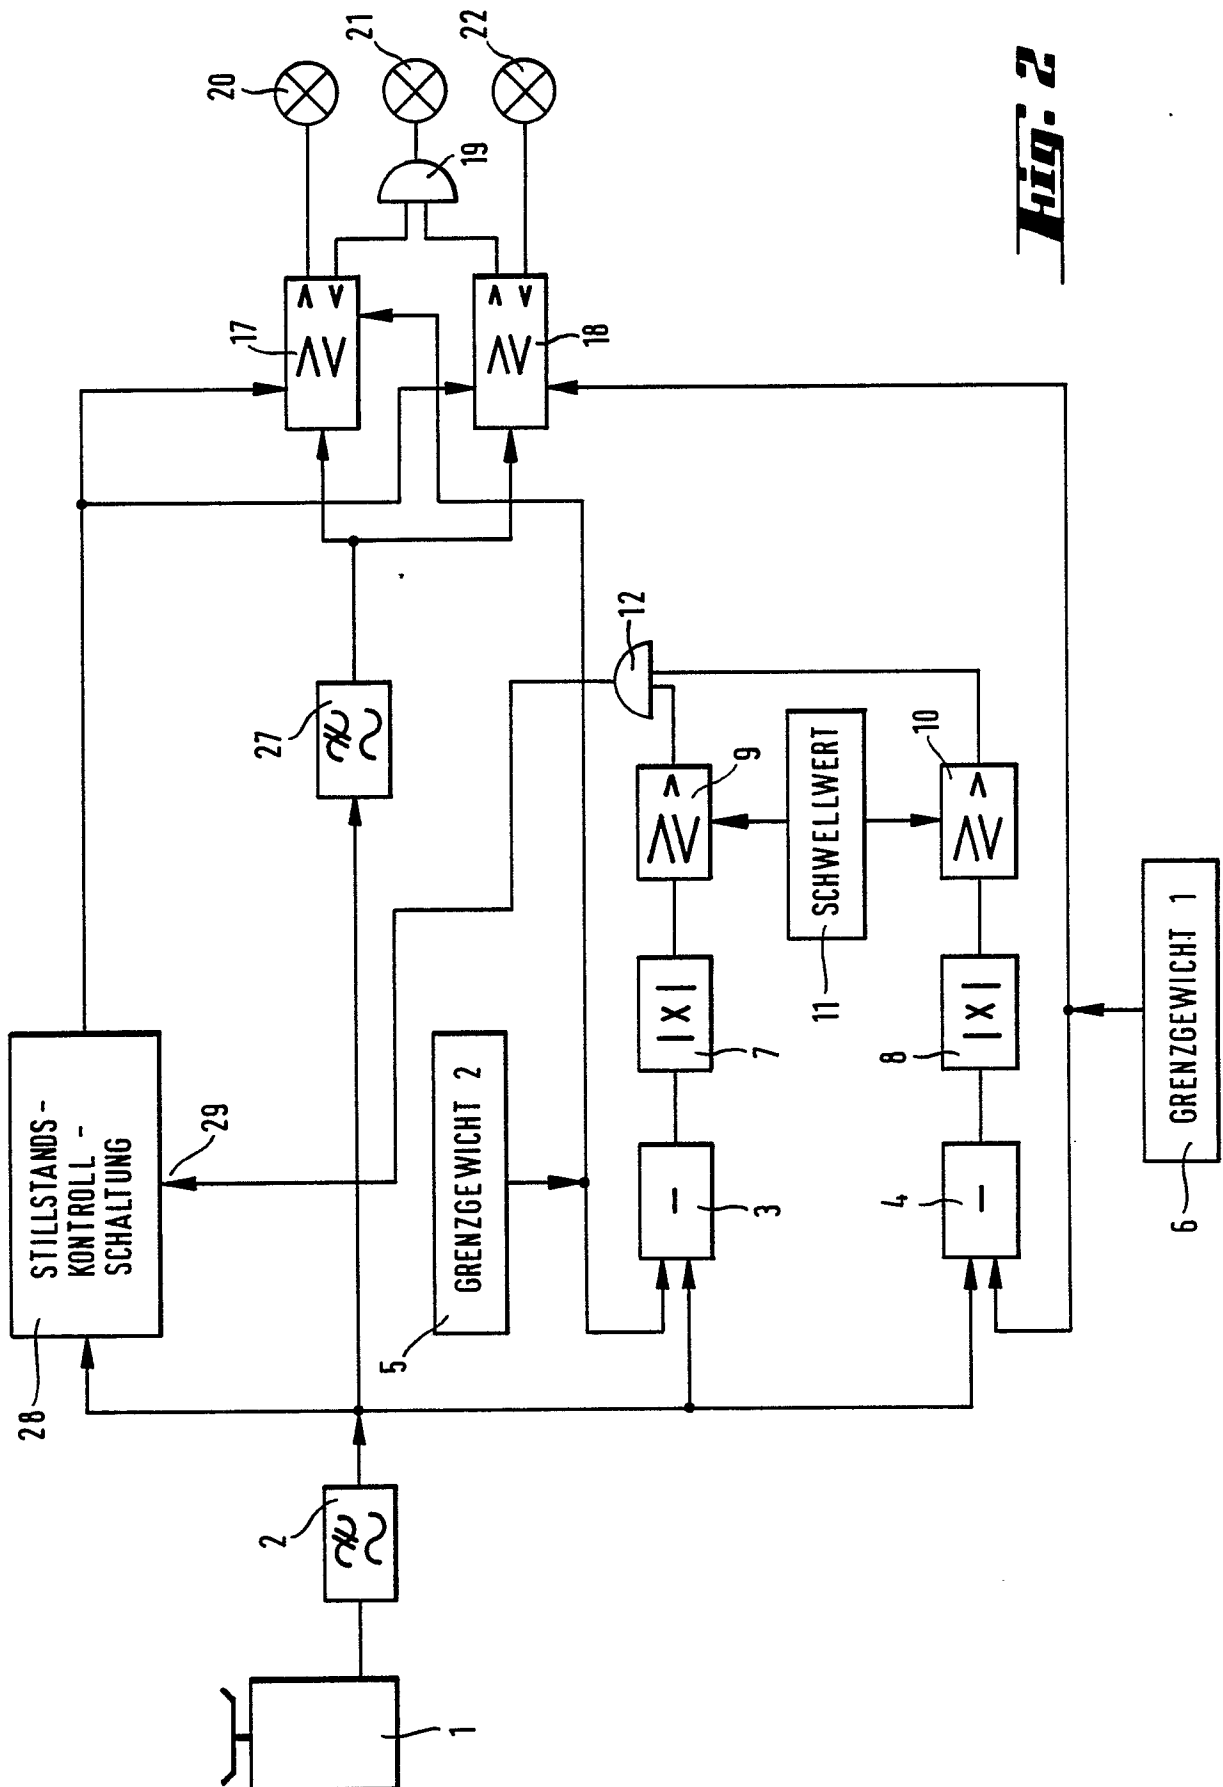 28
STILLSTANDS-
KONTROLL-
SCHALTUNG
29
20
17
27
2
21
5
1
GRENZGEWICHT 2
19
22
18
12
|X|
9
7
3
11
SCHWELLWERT
8
4
10
|X|
Fig. 2
6
GRENZGEWICHT 1